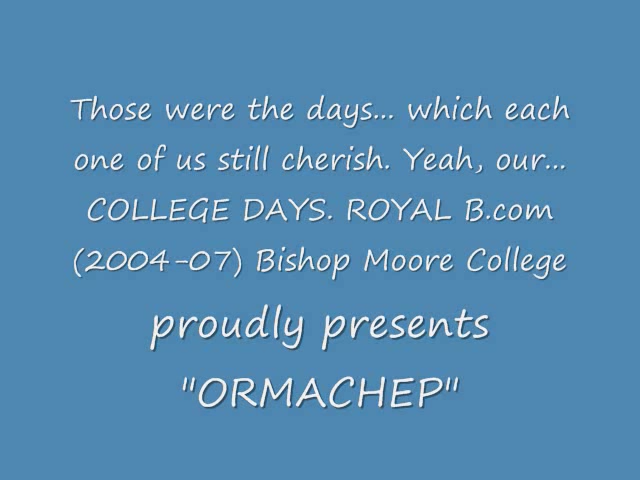 Those were the days... which each
one of us still cherish. Yeah, our...
COLLEGE DAYS. ROYAL B.com
(2004-07) Bishop Moore College
proudly presents
"ORMACHEP"